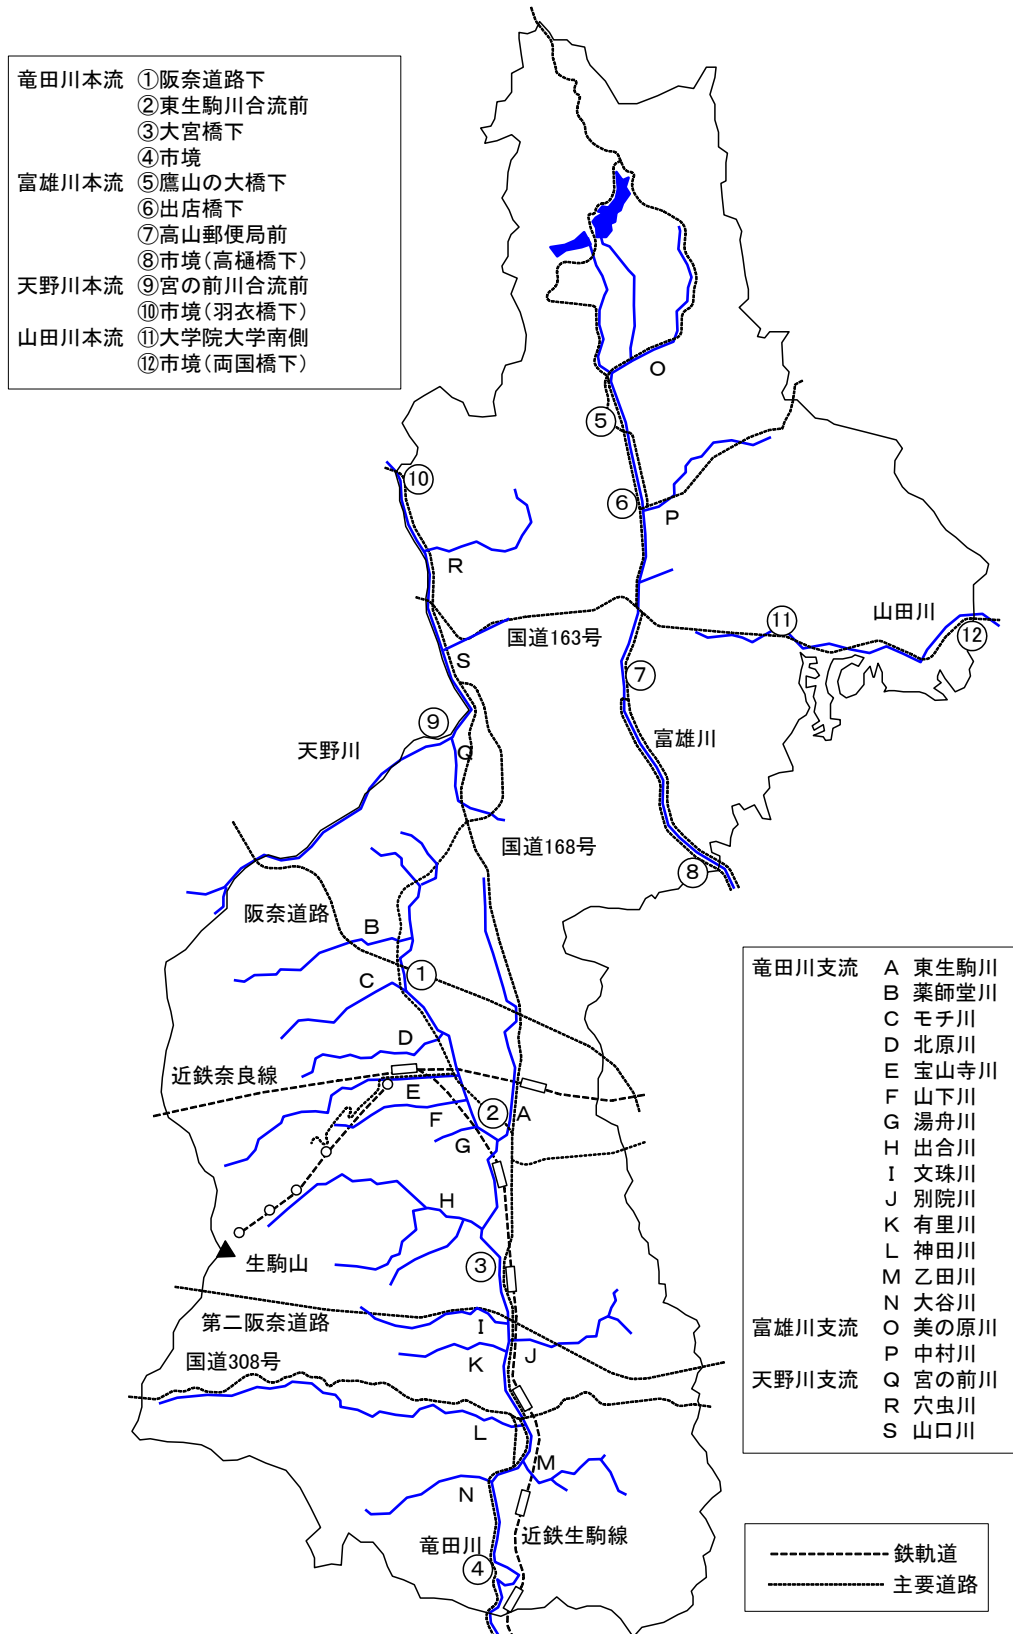 竜田川本流 ①阪奈道路下
②東生駒川合流前
③大宮橋下
④市境
富雄川本流 ⑤鷹山の大橋下
⑥出店橋下
⑦高山郵便局前
⑧市境(高樋橋下)
天野川本流 ⑨宮の前川合流前
⑩市境(羽衣橋下)
山田川本流 ⑪大学院大学南側
⑫市境(両国橋下)
O
⑤
⑩
⑥
P
R
山田川
⑪
⑫
国道163号
S
⑦
⑨
富雄川
天野川
Q
国道168号
⑧
阪奈道路
B
①
C
D
近鉄奈良線
E
②
A
F
G
H
生駒山
③
第二阪奈道路
I
J
国道308号
K
L
M
N
竜田川
近鉄生駒線
④
竜田川支流 A 東生駒川
B 薬師堂川
C モチ川
D 北原川
E 宝山寺川
F 山下川
G 湯舟川
H 出合川
I 文珠川
J 別院川
K 有里川
L 神田川
M 乙田川
N 大谷川
富雄川支流 O 美の原川
P 中村川
天野川支流 Q 宮の前川
R 穴虫川
S 山口川
鉄軌道
主要道路